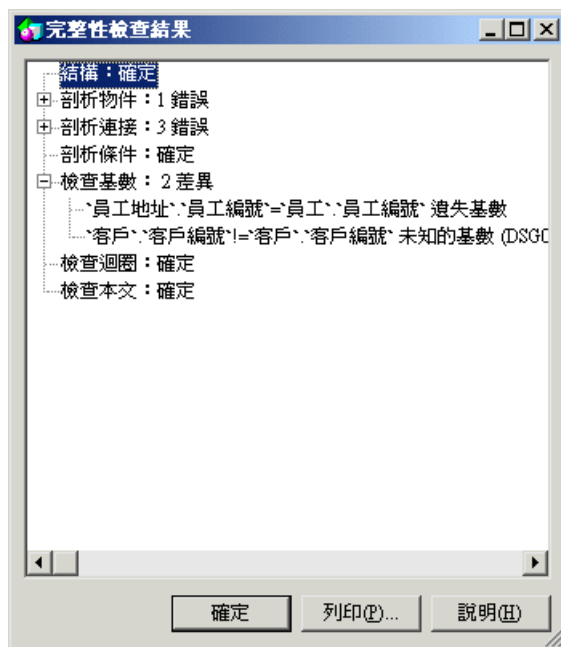 完整性檢查結果
結構：確定
剖析物件：1 錯誤
剖析連接：3 錯誤
剖析條件：確定
檢查基數： 2 差異
`員工地址`.`員工編號`=`員工`.`員工編號` 遺失基數
`客戶`.`客戶編號`!=`客戶`.`客戶編號` 未知的基數 (DSGC
檢查迴圈：確定
檢查本文：確定
確定 列印(P)... 說明(H)